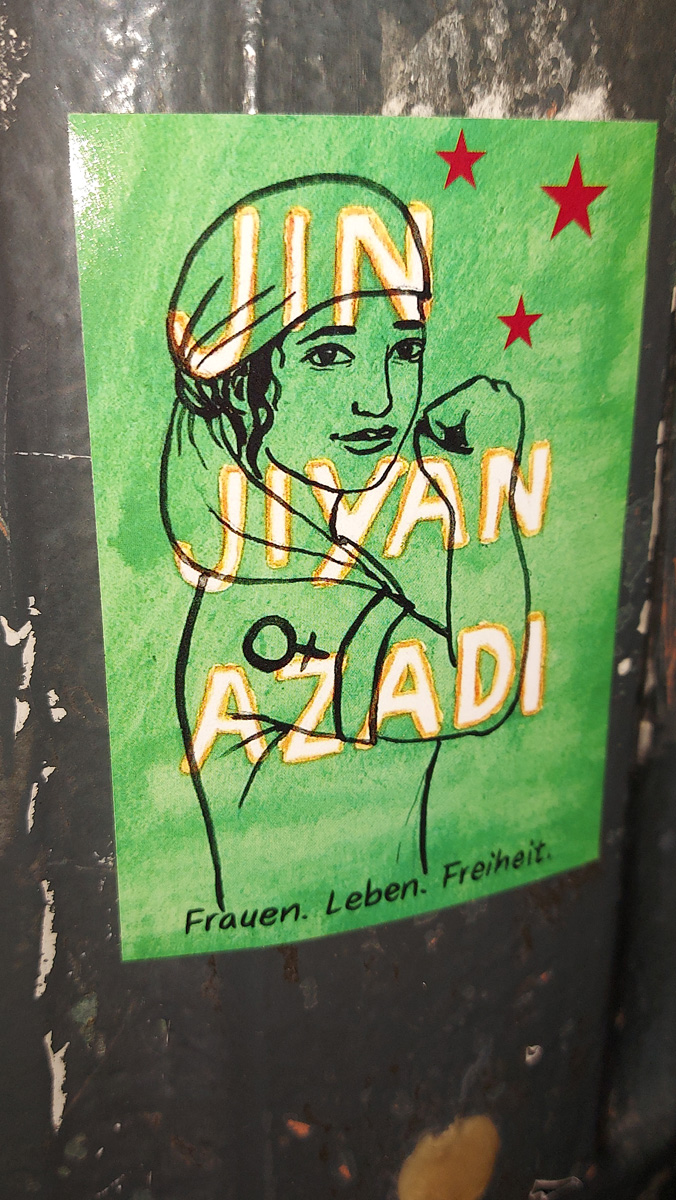 JIN
JIYAN
AZADI
Frauen. Leben. Freiheit.